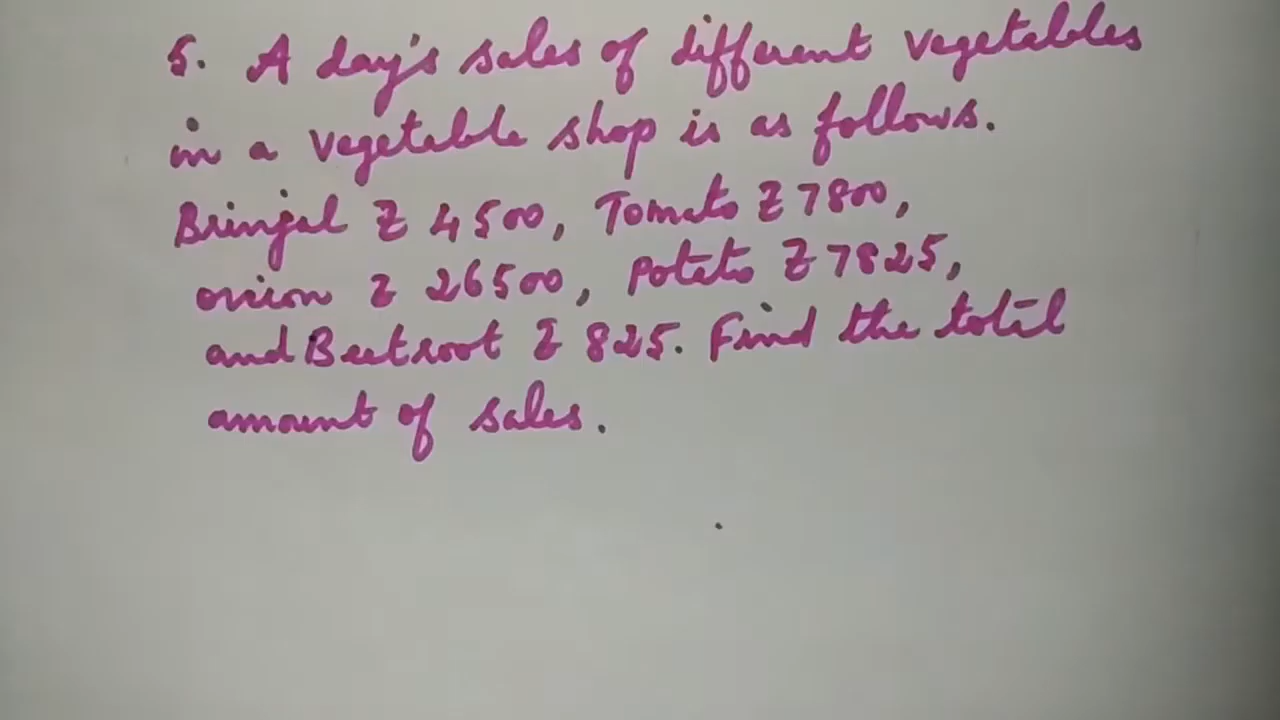 5. A day's sales of different vegetables
in a vegetable shop is as follows.
Bringal ₹ 4500, Tomato ₹ 7800,
onion ₹ 26500, potato ₹ 7825,
and Beetroot ₹ 825. Find the total
amount of sales.